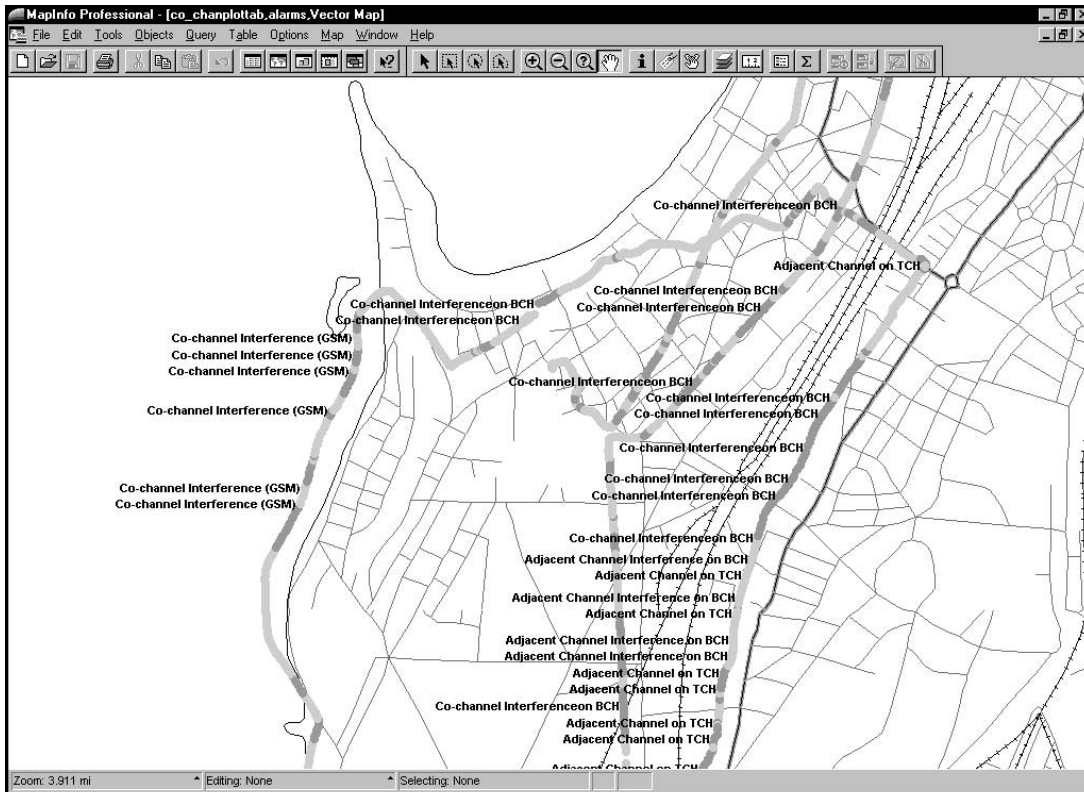 MapInfo Professional - [co_chanplottab,alarms,Vector Map]
File Edit Tools Objects Query Table Options Map Window Help
Co-channel Interferenceon BCH
Adjacent Channel on TCH
Co-channel Interferenceon BCH
Co-channel Interferenceon BCH
Co-channel Interferenceon BCH
Co-channel Interferenceon BCH
Co-channel Interference (GSM)
Co-channel Interference (GSM)
Co-channel Interference (GSM)
Co-channel Interferenceon BCH
Co-channel Interferenceon BCH
Co-channel Interference (GSM)
Co-channel Interferenceon BCH
Co-channel Interferenceon BCH
Co-channel Interferenceon BCH
Co-channel Interference (GSM)
Co-channel Interferenceon BCH
Co-channel Interference (GSM)
Co-channel Interferenceon BCH
Adjacent Channel Interference on BCH
Adjacent Channel on TCH
Adjacent Channel Interference on BCH
Adjacent Channel on TCH
Adjacent Channel Interference on BCH
Adjacent Channel Interference on BCH
Adjacent Channel on TCH
Adjacent Channel on TCH
Co-channel Interferenceon BCH
Adjacent Channel on TCH
Adjacent Channel on TCH
Adjacent Channel on TCH
Zoom: 3.911 mi Editing: None Selecting: None